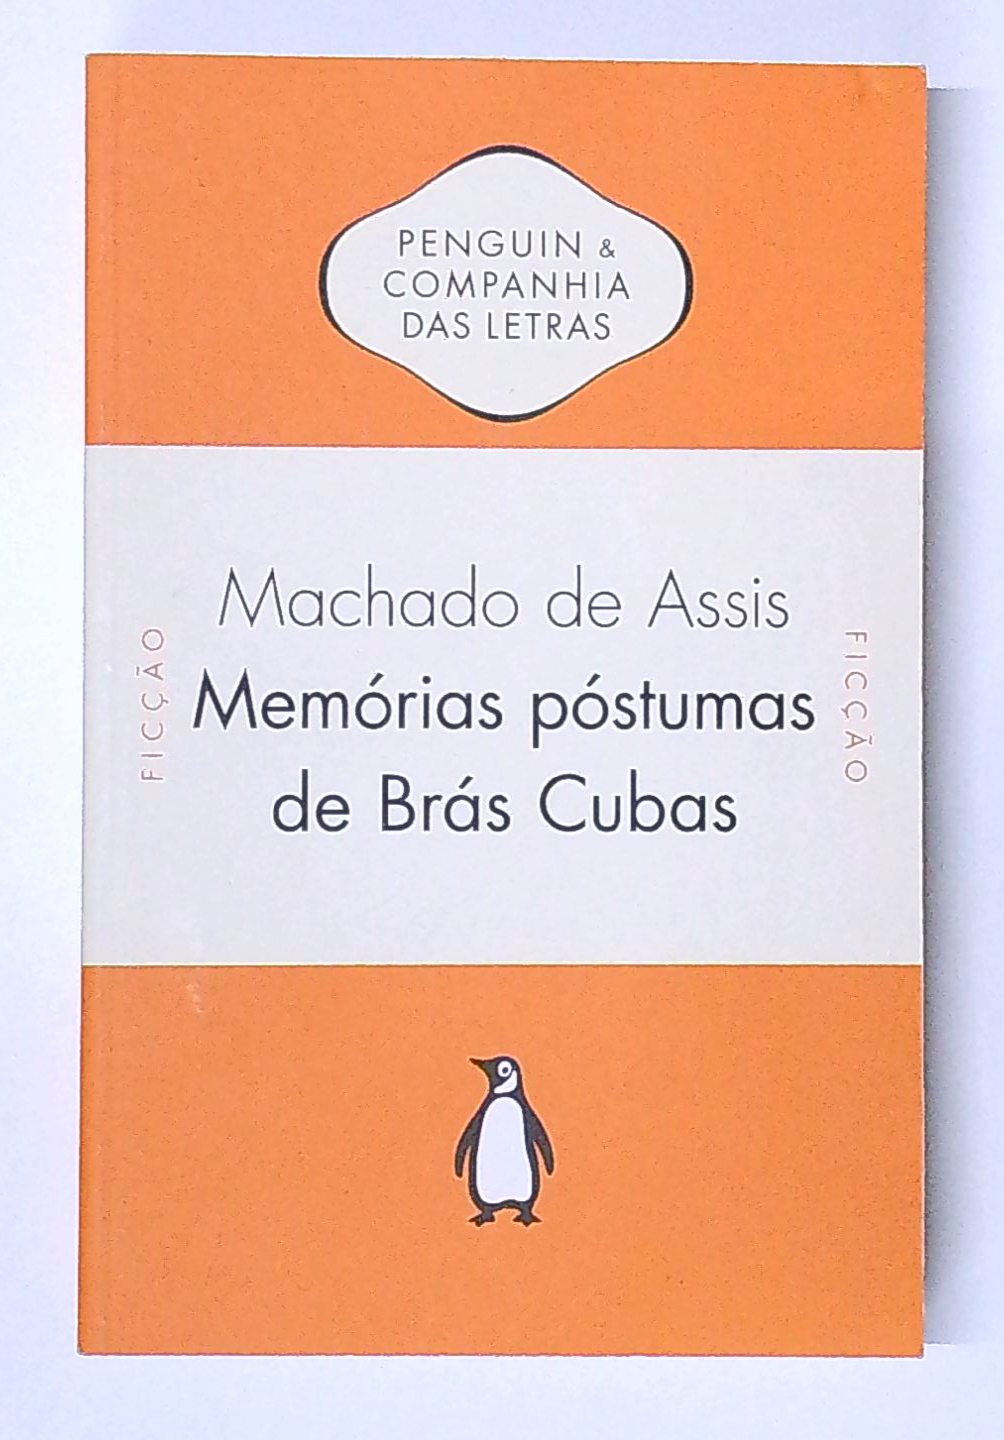 PENGUIN &
COMPANHIA
DAS LETRAS
Machado de Assis
Memórias póstumas
de Brás Cubas
FICÇÃO
FICÇÃO